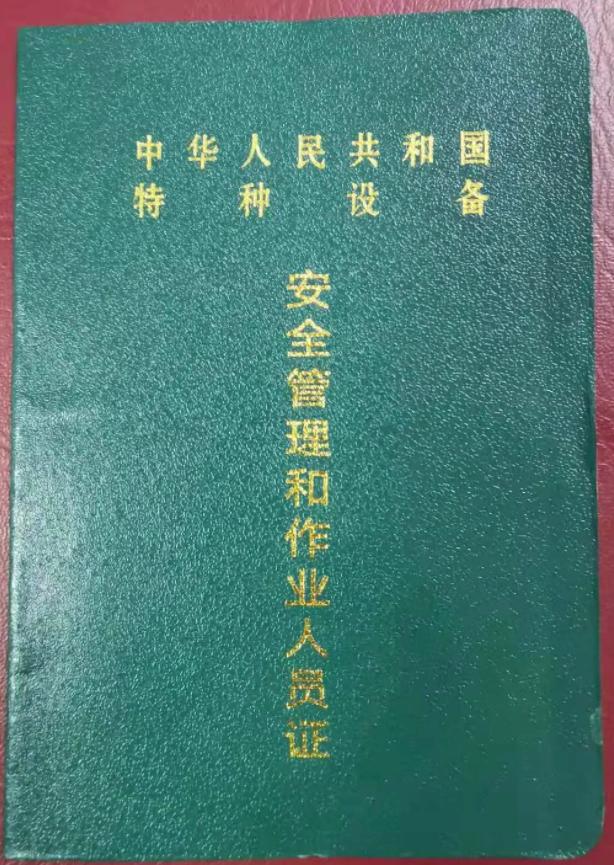 中华人民共和国
特种设备
安全管理和作业人员证